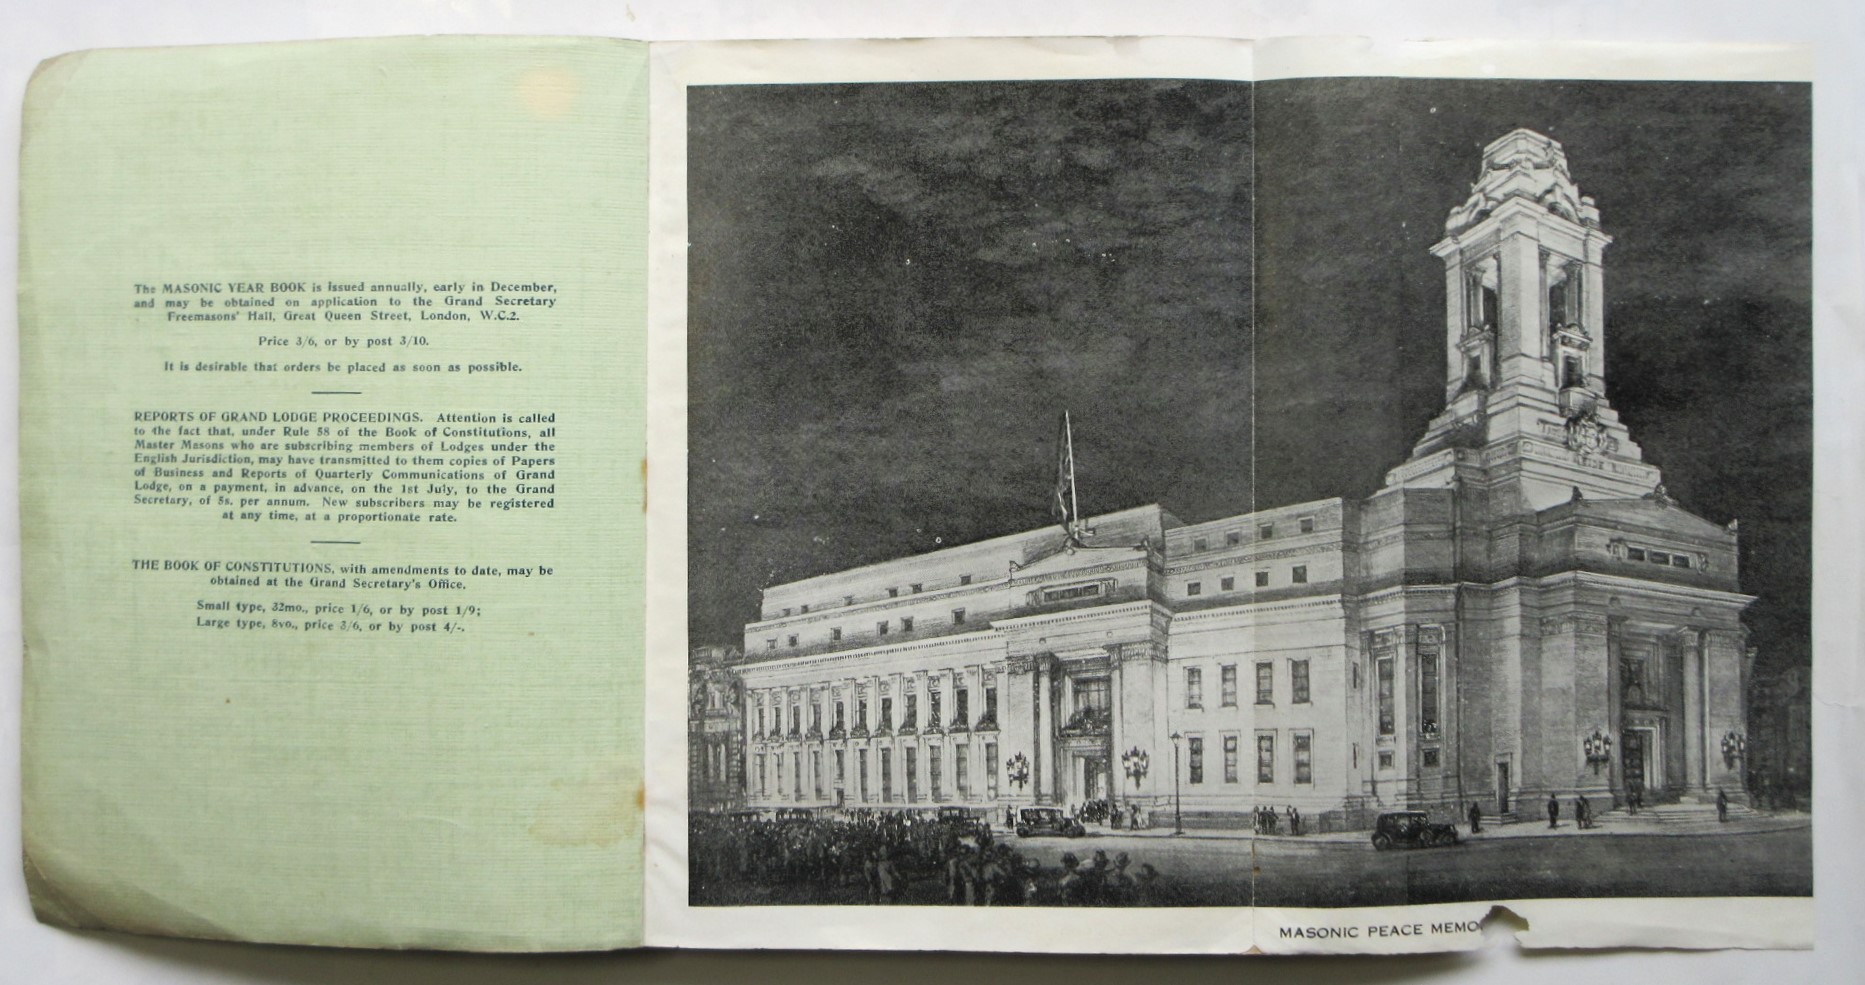 The MASONIC YEAR BOOK is issued annually, early in December,
and may be obtained on application to the Grand Secretary
Freemasons' Hall, Great Queen Street, London, W.C.2.
Price 3/6, or by post 3/10.
It is desirable that orders be placed as soon as possible.
REPORTS OF GRAND LODGE PROCEEDINGS. Attention is called
to the fact that, under Rule 58 of the Book of Constitutions, all
Master Masons who are subscribing members of Lodges under the
English Jurisdiction, may have transmitted to them copies of Papers
of Business and Reports of Quarterly Communications of Grand
Lodge, on a payment, in advance, on the 1st July, to the Grand
Secretary, of 5s. per annum. New subscribers may be registered
at any time, at a proportionate rate.
THE BOOK OF CONSTITUTIONS, with amendments to date, may be
obtained at the Grand Secretary's Office.
Small type, 32mo., price 1/6, or by post 1/9;
Large type, 8vo., price 3/6, or by post 4/-.
MASONIC PEACE MEMO